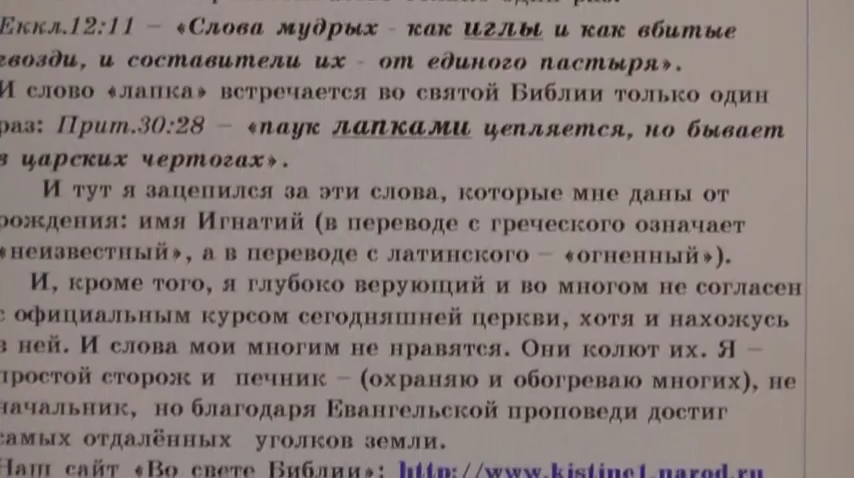 Еккл.12:11 – «Слова мудрых - как иглы и как вбитые
гвозди, и составители их - от единого пастыря».
И слово «лапка» встречается во святой Библии только один
раз: Прит.30:28 – «паук лапками цепляется, но бывает
в царских чертогах».
И тут я зацепился за эти слова, которые мне даны от
рождения: имя Игнатий (в переводе с греческого означает
«неизвестный», а в переводе с латинского – «огненный»).
И, кроме того, я глубоко верующий и во многом не согласен
с официальным курсом сегодняшней церкви, хотя и нахожусь
в ней. И слова мои многим не нравятся. Они колют их. Я –
простой сторож и печник – (охраняю и обогреваю многих), не
начальник, но благодаря Евангельской проповеди достиг
самых отдалённых уголков земли.
Наш сайт «Во свете Библии»: http://www.kistine1.narod.ru